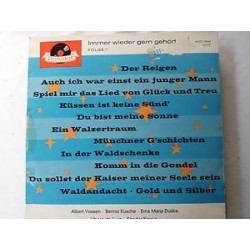 Immer wieder gern gehört
FOLGE 1
Der Reigen
Auch ich war einst ein junger Mann
Spiel mir das Lied von Glück und Treu
Küssen ist keine Sünd'
Du bist meine Sonne
Ein Walzertraum
Münchner G'schichten
In der Waldschenke
Komm in die Gondel
Du sollst der Kaiser meiner Seele sein
Waldandacht · Gold und Silber
Albert Vossen · Benno Kusche · Erna Maria Duske